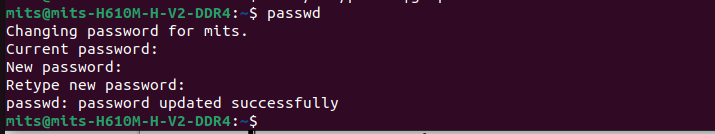 mits@mits-H610M-H-V2-DDR4:~$ passwd
Changing password for mits.
Current password:
New password:
Retype new password:
passwd: password updated successfully
mits@mits-H610M-H-V2-DDR4:~$